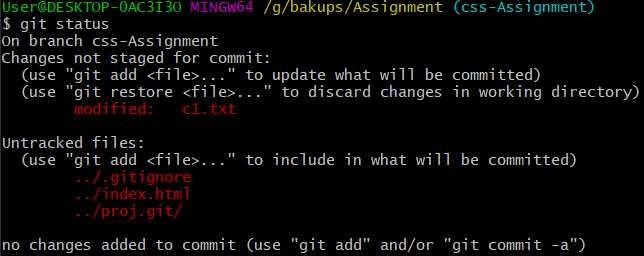 User@DESKTOP-OAC3I3O MINGW64 /g/bakups/Assignment (css-Assignment)
$ git status
On branch css-Assignment
Changes not staged for commit:
  (use "git add <file>..." to update what will be committed)
  (use "git restore <file>..." to discard changes in working directory)
        modified:   c1.txt

Untracked files:
  (use "git add <file>..." to include in what will be committed)
        ../.gitignore
        ../index.html
        ../proj.git/

no changes added to commit (use "git add" and/or "git commit -a")